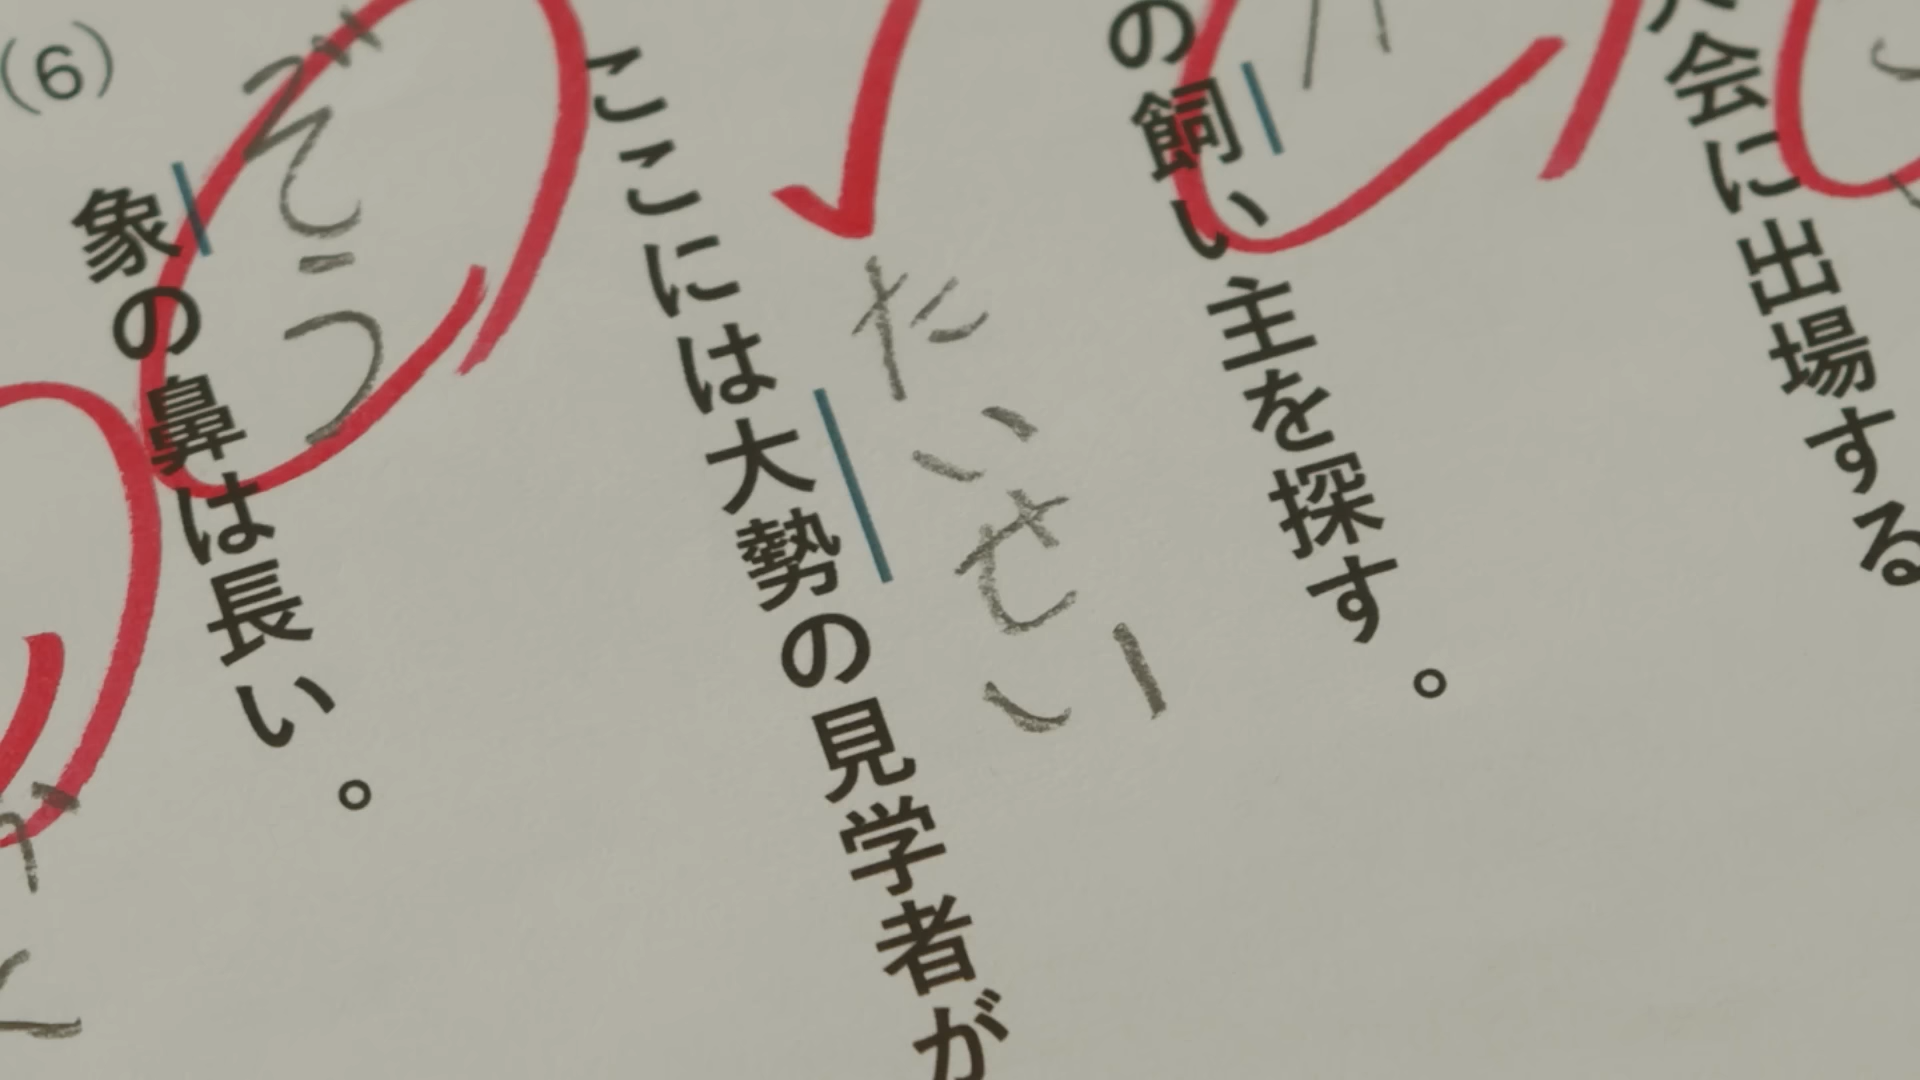 会に出場する
の飼い主を探す。
ここには大勢の見学者が
たいせい
(6)
象の鼻は長い。
ぞう